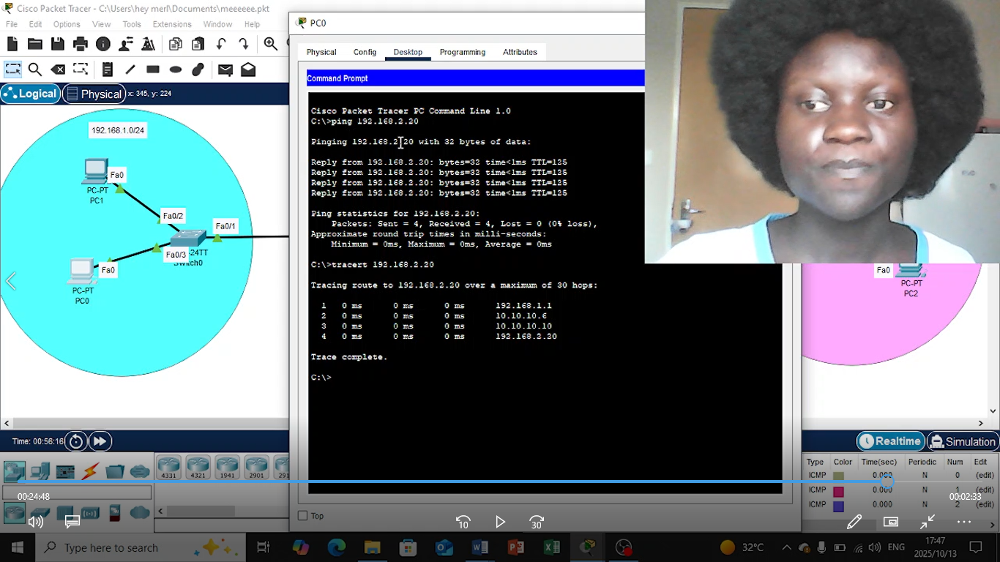 Cisco Packet Tracer - C:\Users\hey merl\Documents\meeeeee.pkt
File Edit Options View Tools Extensions Window Help
Logical Physical x: 345, y: 224
192.168.1.0/24
Fa0
PC-PT
PC1
Fa0/2
Fa0/1
Fa0/3
-24TT
Switch0
Fa0
PC-PT
PC0
PC0
Physical Config Desktop Programming Attributes
Command Prompt
Cisco Packet Tracer PC Command Line 1.0
C:\>ping 192.168.2.20
Pinging 192.168.2.20 with 32 bytes of data:
Reply from 192.168.2.20: bytes=32 time<1ms TTL=125
Reply from 192.168.2.20: bytes=32 time<1ms TTL=125
Reply from 192.168.2.20: bytes=32 time<1ms TTL=125
Reply from 192.168.2.20: bytes=32 time<1ms TTL=125
Ping statistics for 192.168.2.20:
Packets: Sent = 4, Received = 4, Lost = 0 (0% loss),
Approximate round trip times in milli-seconds:
Minimum = 0ms, Maximum = 0ms, Average = 0ms
C:\>tracert 192.168.2.20
Tracing route to 192.168.2.20 over a maximum of 30 hops:
1 0 ms 0 ms 0 ms 192.168.1.1
2 0 ms 0 ms 0 ms 10.10.10.6
3 0 ms 0 ms 0 ms 10.10.10.10
4 0 ms 0 ms 0 ms 192.168.2.20
Trace complete.
C:\>
Top
Fa0
PC-PT
PC2
Time: 00:56:16
Realtime Simulation
4331 4321 1941 2901 291
Type Color Time(sec) Periodic Num Edit
ICMP 0.000 N 0 (edit)
ICMP 0.000 N 1 (edit)
ICMP 0.000 N 2 (edit)
00:24:48
00:02:33
10
30
Type here to search
32°C
ENG
17:47
2025/10/13